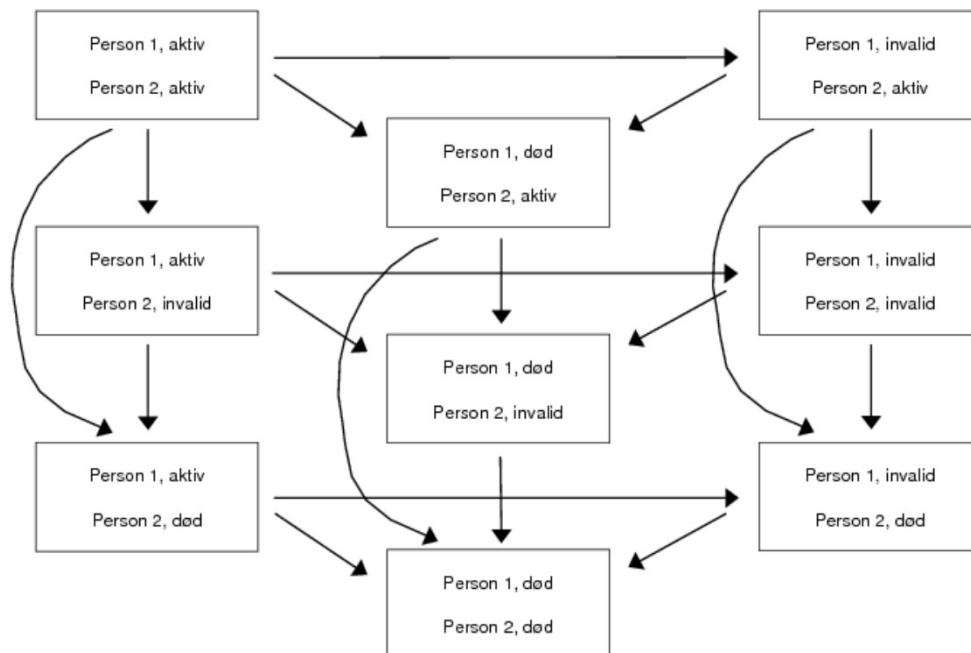 Person 1, aktiv
Person 2, aktiv
Person 1, invalid
Person 2, aktiv
Person 1, død
Person 2, aktiv
Person 1, aktiv
Person 2, invalid
Person 1, invalid
Person 2, invalid
Person 1, død
Person 2, invalid
Person 1, aktiv
Person 2, død
Person 1, invalid
Person 2, død
Person 1, død
Person 2, død